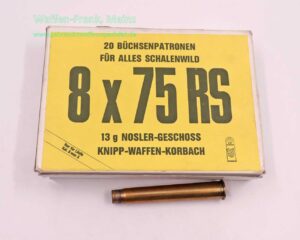 Waffen-Frank, Mainz
20 BÜCHSENPATRONEN
FÜR ALLES SCHALENWILD
8 x 75 RS
13 g NOSLER-GESCHOSS
KNIPP-WAFFEN-KORBACH